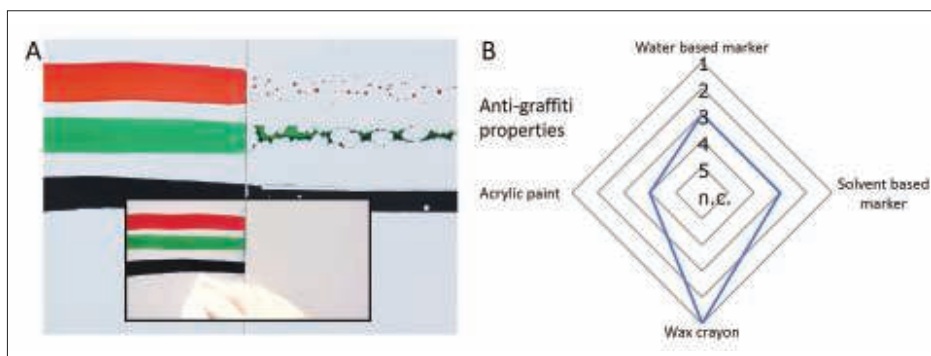 A
B
Water based marker
1
2
3
4
5
n.c.
Anti-graffiti
properties
Acrylic paint
Solvent based
marker
Wax crayon